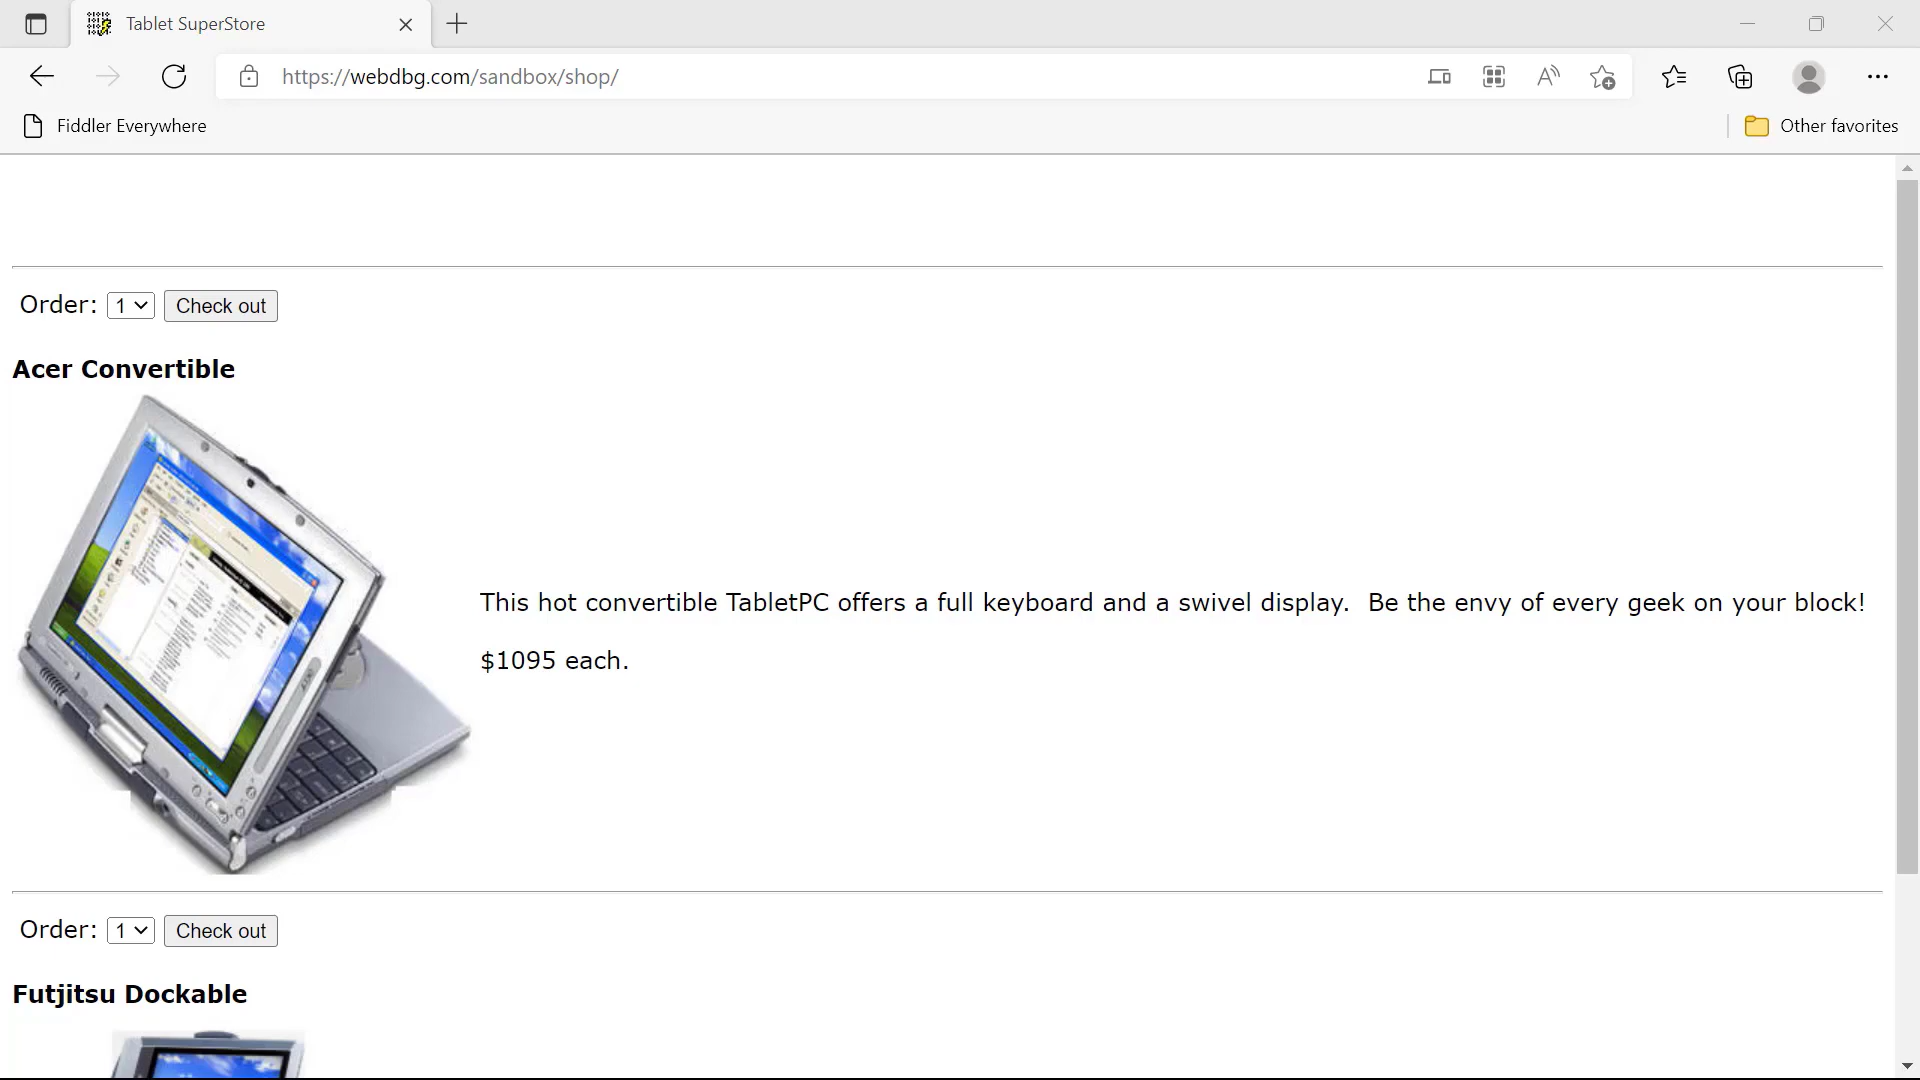 Tablet SuperStore
https://webdbg.com/sandbox/shop/
Fiddler Everywhere
Other favorites
Order: 1 Check out
Acer Convertible
This hot convertible TabletPC offers a full keyboard and a swivel display.  Be the envy of every geek on your block!
$1095 each.
Order: 1 Check out
Futjitsu Dockable